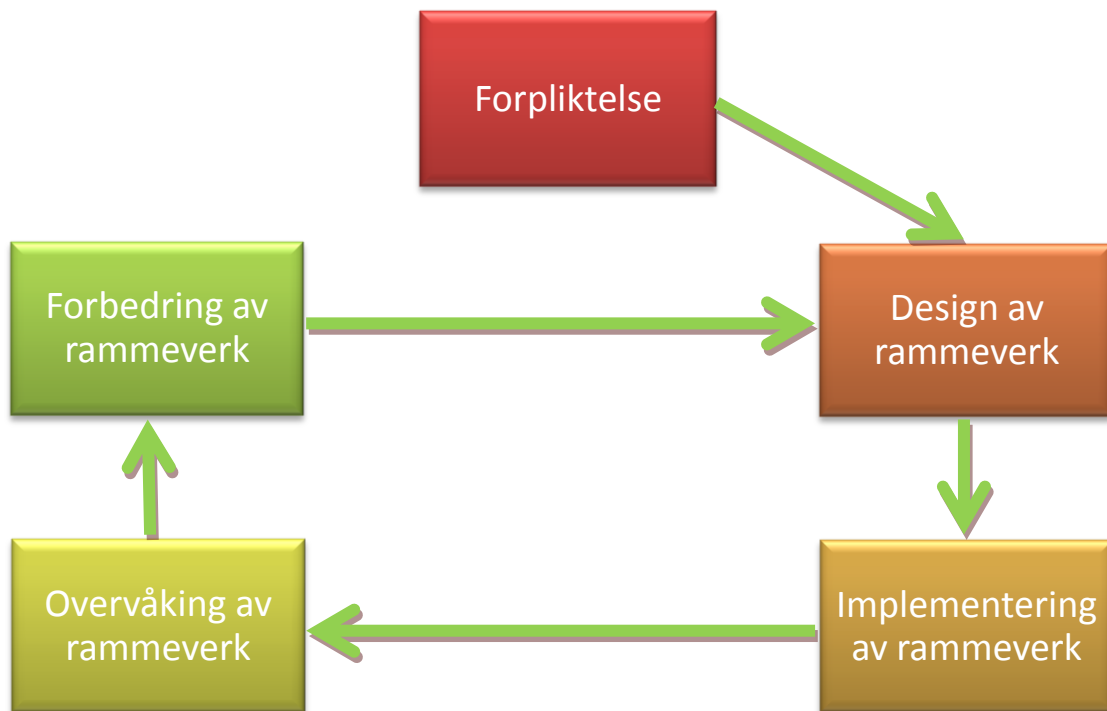 Forpliktelse
Forbedring av
rammeverk
Design av
rammeverk
Overvåking av
rammeverk
Implementering
av rammeverk